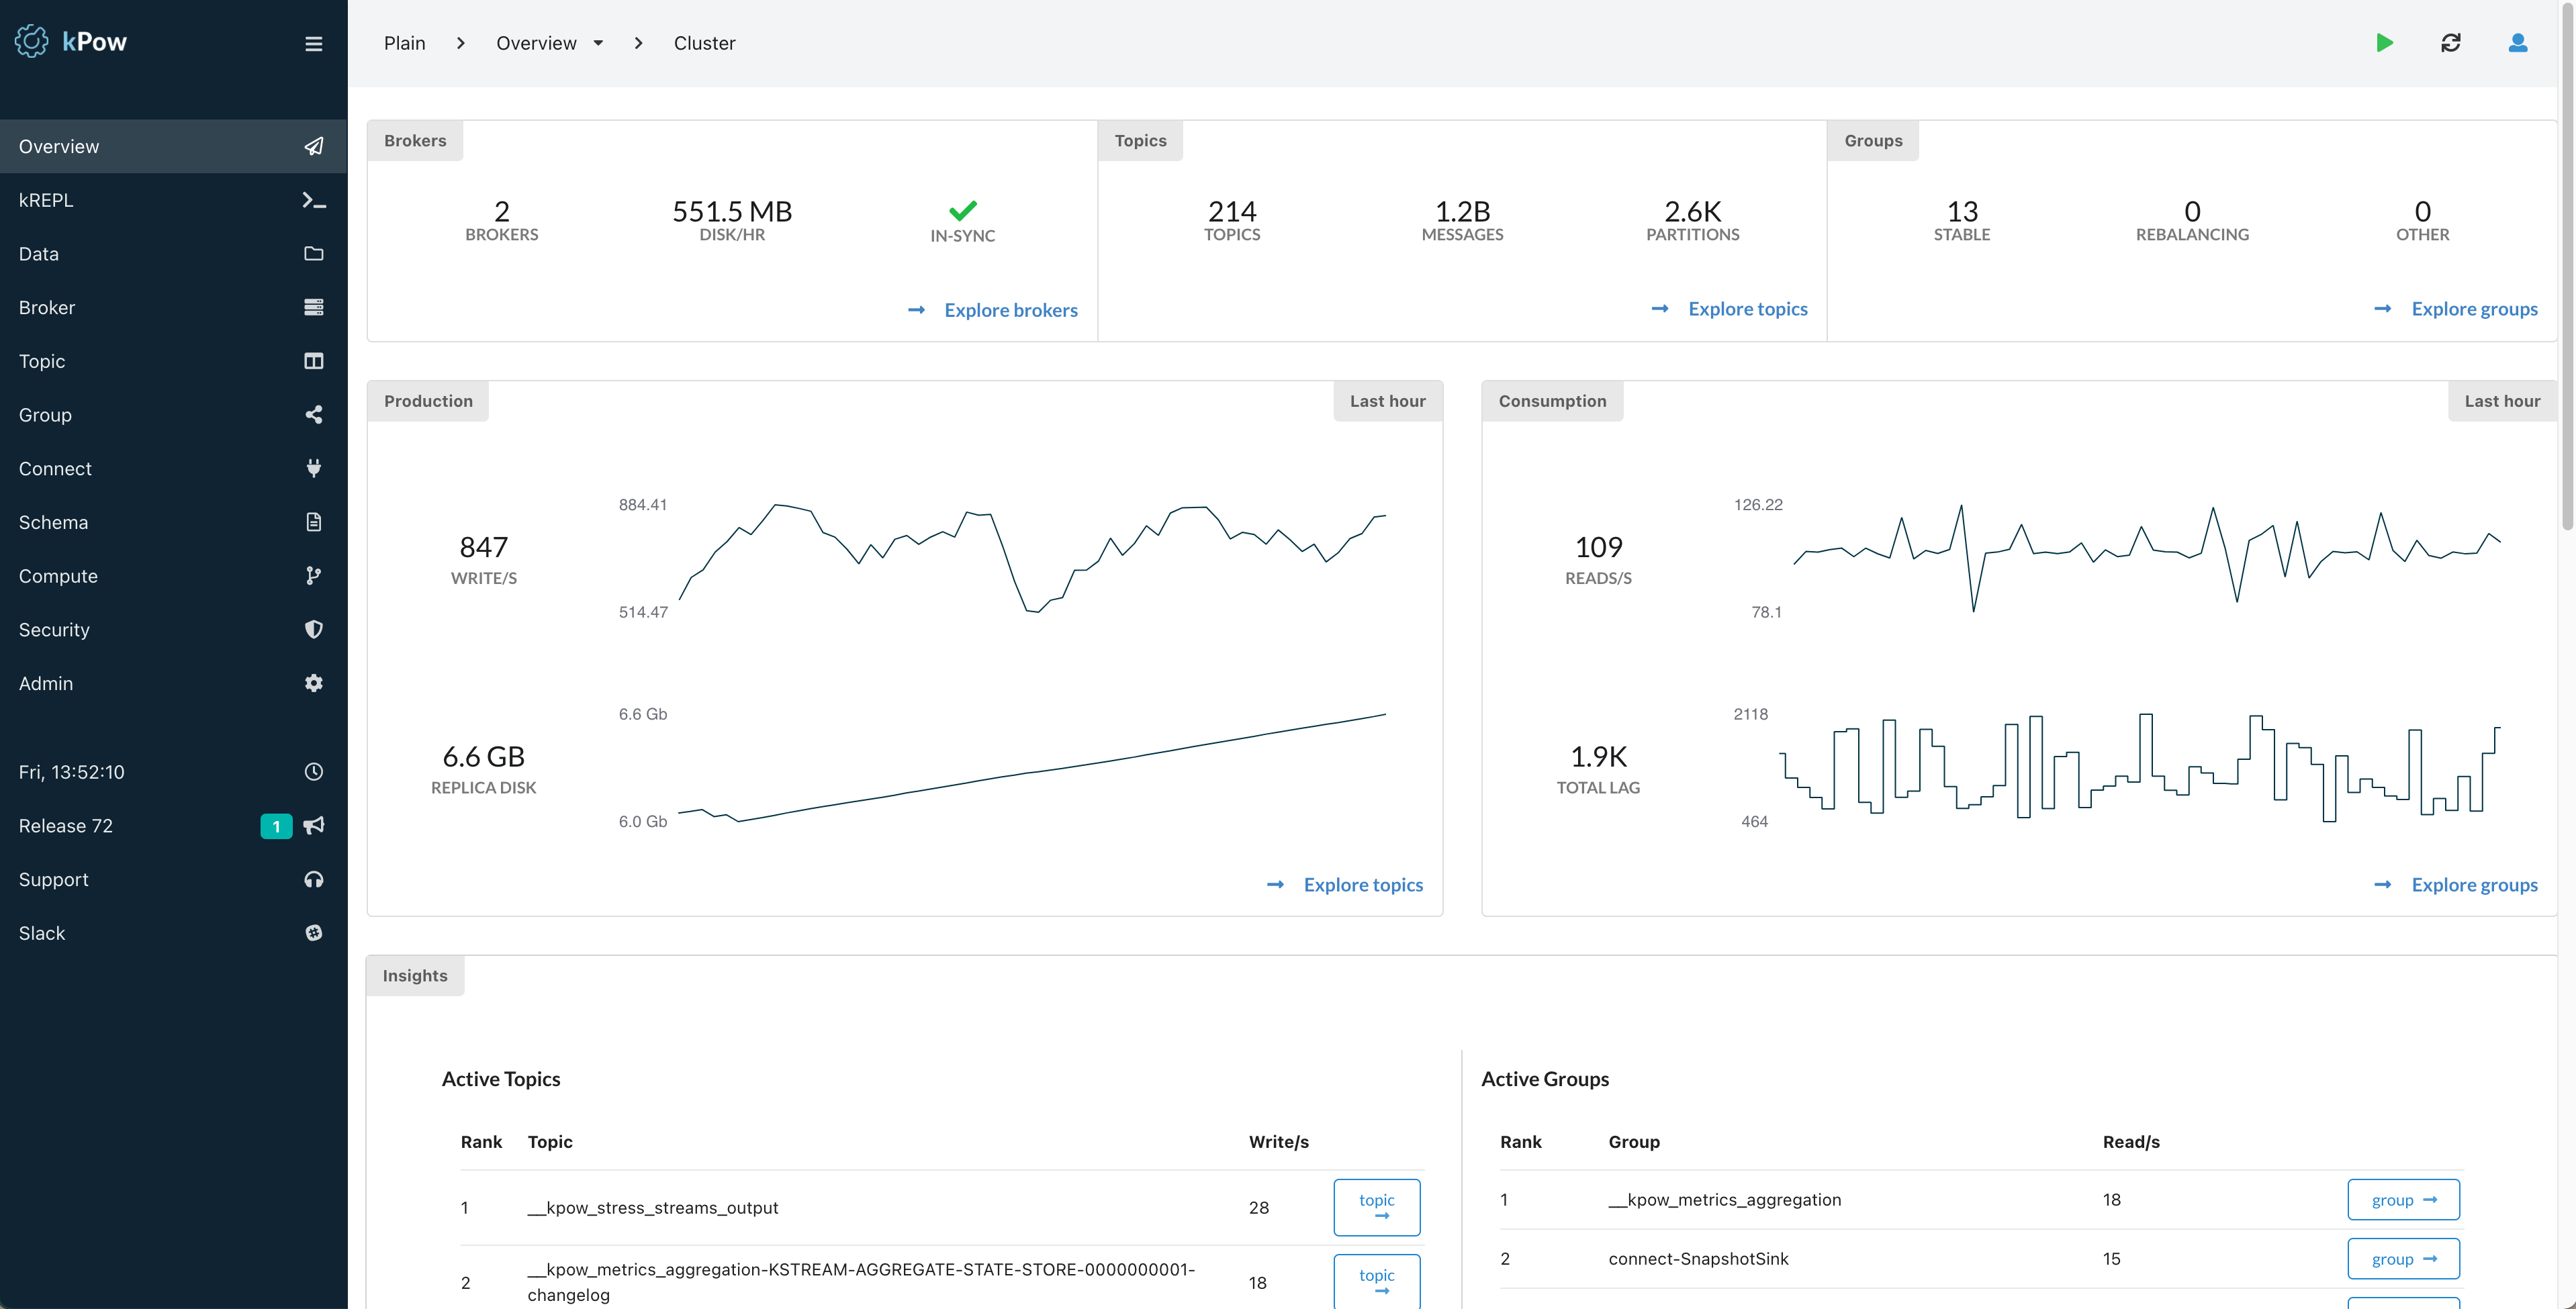 kPow
Plain
Overview
Cluster
Overview
kREPL
Data
Broker
Topic
Group
Connect
Schema
Compute
Security
Admin
Fri, 13:52:10
Release 72
1
Support
Slack
Brokers
2
BROKERS
551.5 MB
DISK/HR
IN-SYNC
Explore brokers
Topics
214
TOPICS
1.2B
MESSAGES
2.6K
PARTITIONS
Explore topics
Groups
13
STABLE
0
REBALANCING
0
OTHER
Explore groups
Production
Last hour
847
WRITE/S
884.41
514.47
6.6 GB
REPLICA DISK
6.6 Gb
6.0 Gb
Explore topics
Consumption
Last hour
109
READS/S
126.22
78.1
1.9K
TOTAL LAG
2118
464
Explore groups
Insights
Active Topics
Rank Topic Write/s
1 __kpow_stress_streams_output 28 topic
2 __kpow_metrics_aggregation-KSTREAM-AGGREGATE-STATE-STORE-0000000001-
changelog 18 topic
Active Groups
Rank Group Read/s
1 __kpow_metrics_aggregation 18 group
2 connect-SnapshotSink 15 group